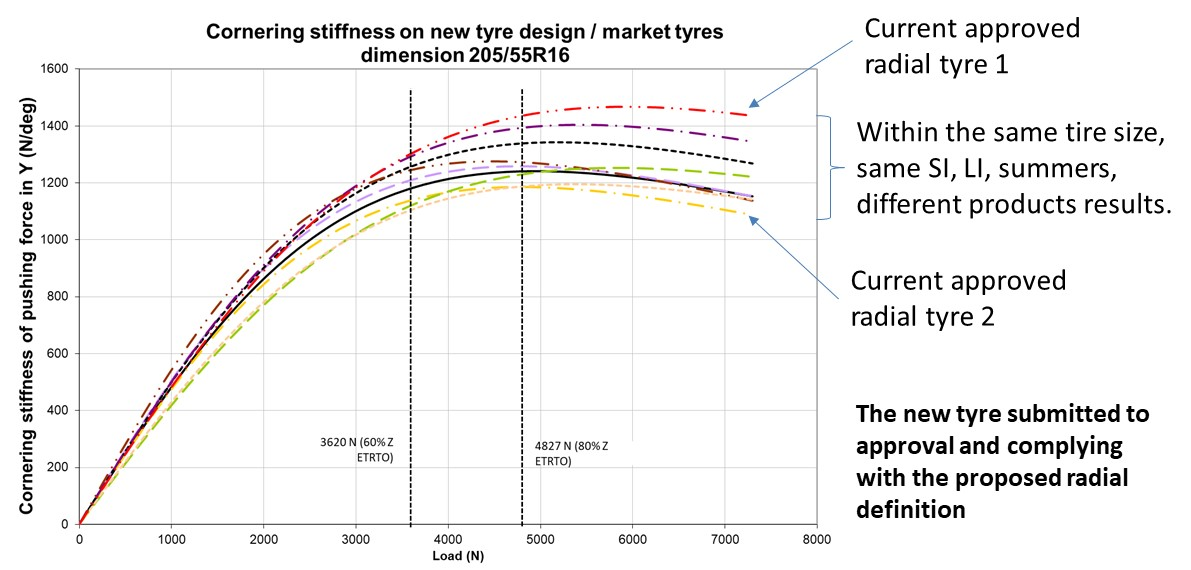 Cornering stiffness on new tyre design / market tyres
dimension 205/55R16
Current approved
radial tyre 1
Within the same tire size,
same SI, LI, summers,
different products results.
Current approved
radial tyre 2
The new tyre submitted to
approval and complying
with the proposed radial
definition
Cornering stiffness of pushing force in Y (N/deg)
1600
1400
1200
1000
800
600
400
200
0
3620 N (60% Z
ETRTO)
4827 N (80% Z
ETRTO)
0 1000 2000 3000 4000 5000 6000 7000 8000
Load (N)